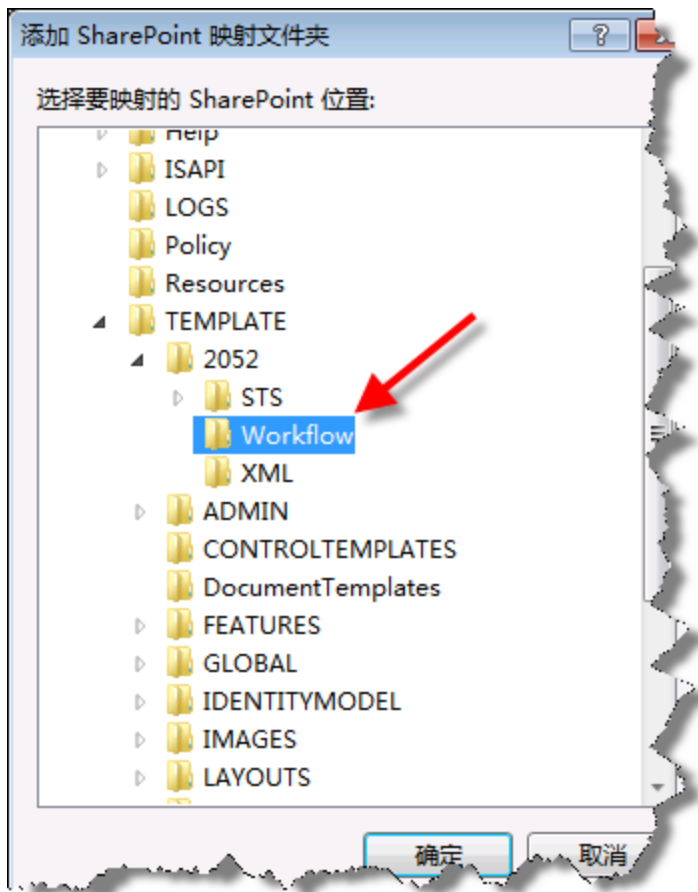 添加 SharePoint 映射文件夹
选择要映射的 SharePoint 位置:
Help
ISAPI
LOGS
Policy
Resources
TEMPLATE
2052
STS
Workflow
XML
ADMIN
CONTROLTEMPLATES
DocumentTemplates
FEATURES
GLOBAL
IDENTITYMODEL
IMAGES
LAYOUTS
确定 取消